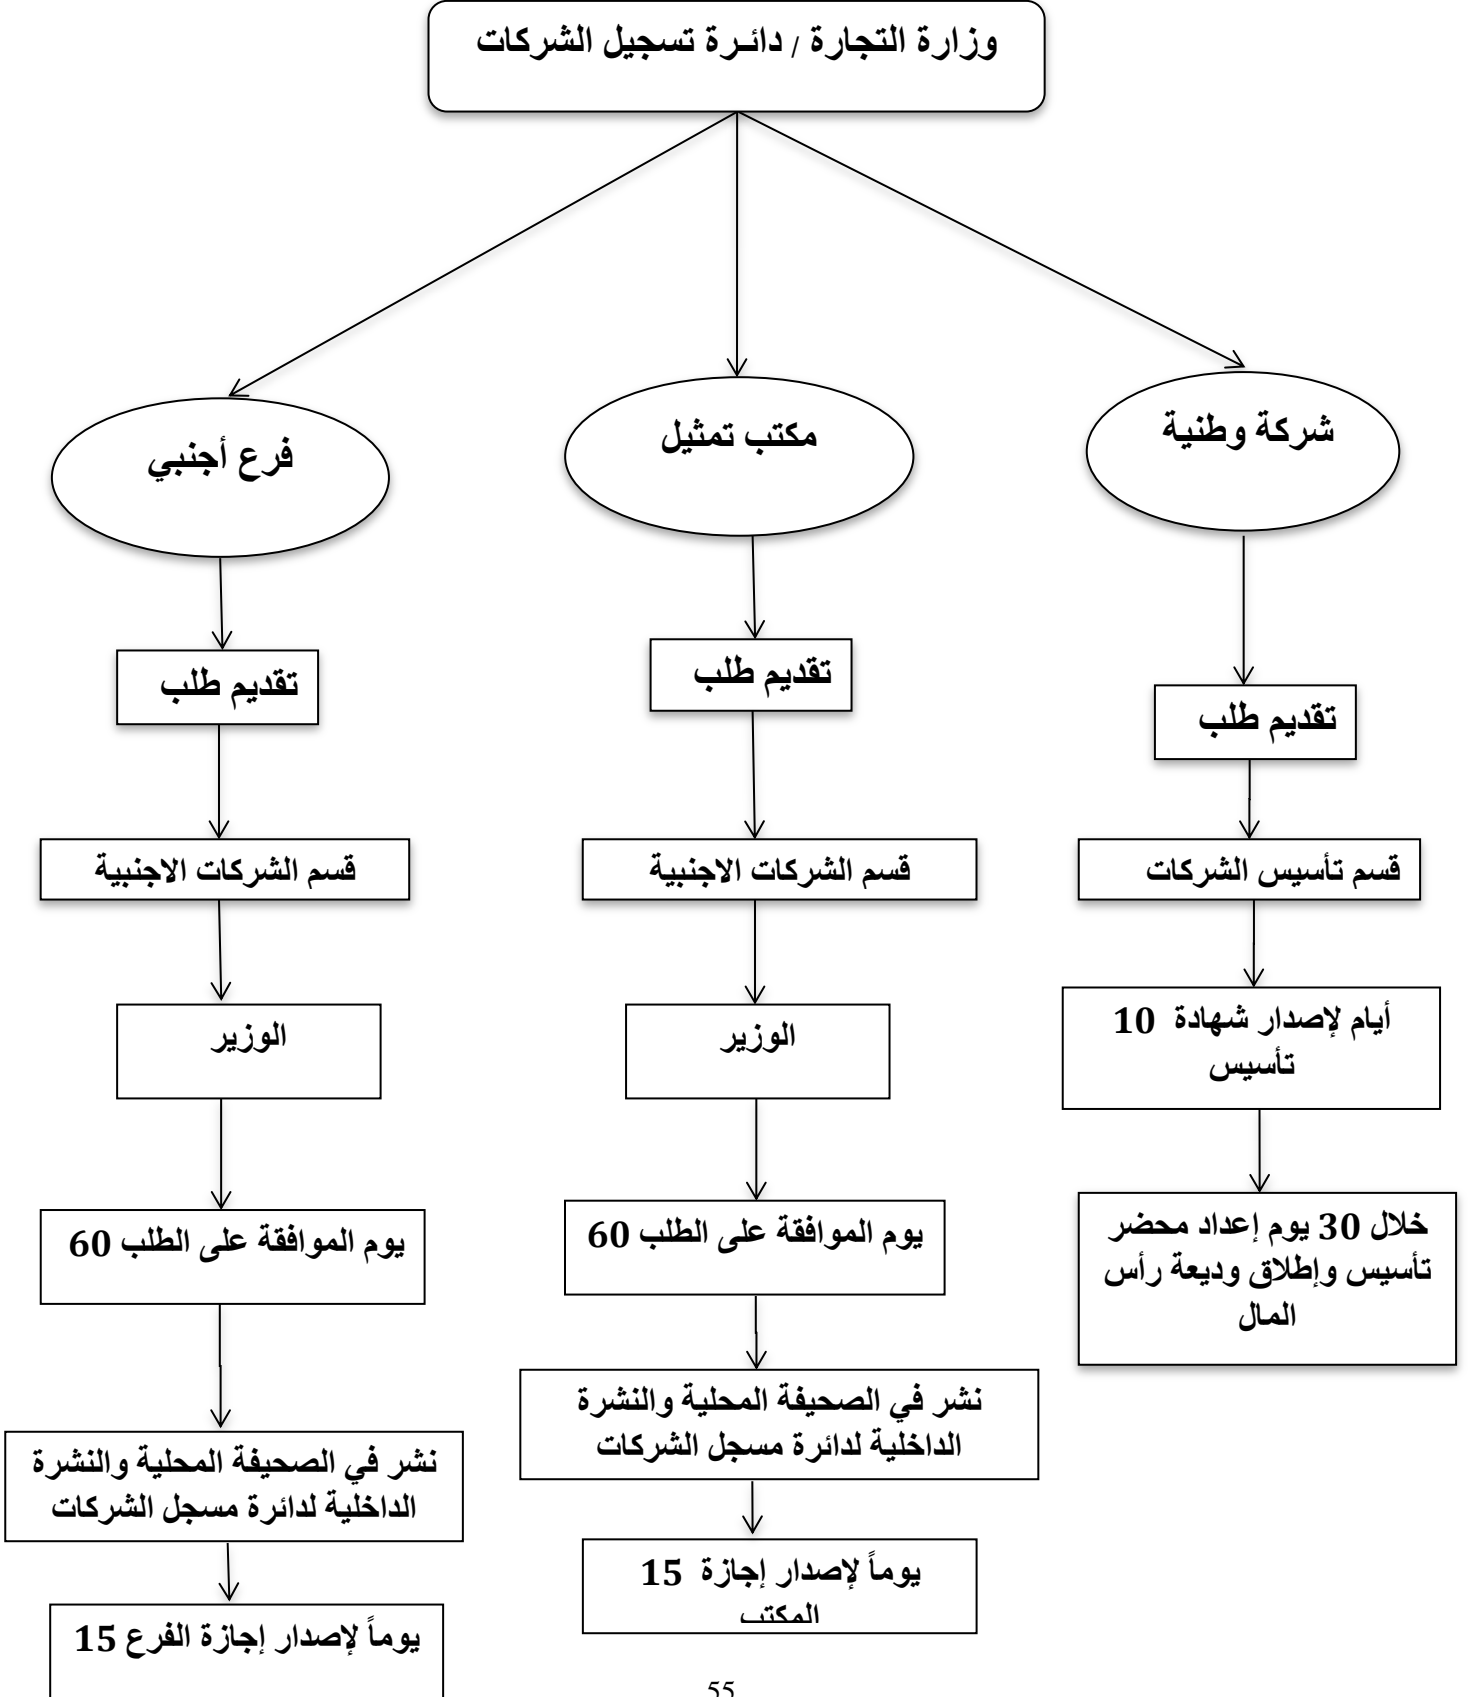 وزارة التجارة / دائـرة تسجيل الشركات
شركة وطنية
تقديم طلب
قسم تأسيس الشركات
10 أيام لإصدار شهادة
تأسيس
خلال 30 يوم إعداد محضر
تأسيس وإطلاق وديعة رأس
المال
مكتب تمثيل
تقديم طلب
قسم الشركات الاجنبية
الوزير
60 يوم الموافقة على الطلب
نشر في الصحيفة المحلية والنشرة
الداخلية لدائرة مسجل الشركات
15 يوماً لإصدار إجازة
المكتب
فرع أجنبي
تقديم طلب
قسم الشركات الاجنبية
الوزير
60 يوم الموافقة على الطلب
نشر في الصحيفة المحلية والنشرة
الداخلية لدائرة مسجل الشركات
15 يوماً لإصدار إجازة الفرع
55